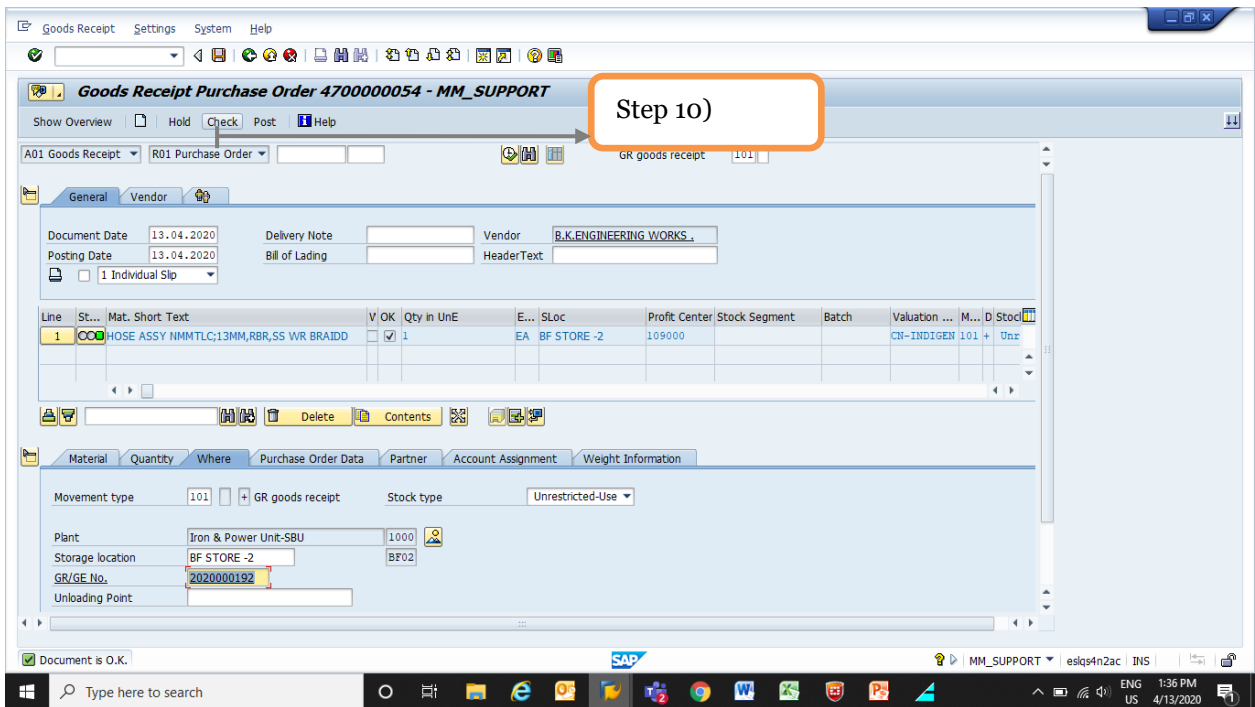 Goods Receipt Settings System Help
Goods Receipt Purchase Order 4700000054 - MM_SUPPORT
Step 10)
Show Overview Hold Check Post Help
A01 Goods Receipt R01 Purchase Order GR goods receipt 101
General Vendor
Document Date 13.04.2020 Delivery Note Vendor B.K.ENGINEERING WORKS .
Posting Date 13.04.2020 Bill of Lading HeaderText
1 Individual Slip
Line St... Mat. Short Text V OK Qty in UnE E... SLoc Profit Center Stock Segment Batch Valuation ... M... D Stocl
1 HOSE ASSY NMMTLC;13MM,RBR,SS WR BRAIDD 1 EA BF STORE -2 109000 CN-INDIGEN 101 + Unr
Delete Contents
Material Quantity Where Purchase Order Data Partner Account Assignment Weight Information
Movement type 101 + GR goods receipt Stock type Unrestricted-Use
Plant Iron & Power Unit-SBU 1000
Storage location BF STORE -2 BF02
GR/GE No. 2020000192
Unloading Point
Document is O.K. SAP MM_SUPPORT eslqs4n2ac INS
Type here to search ENG 1:36 PM
US 4/13/2020